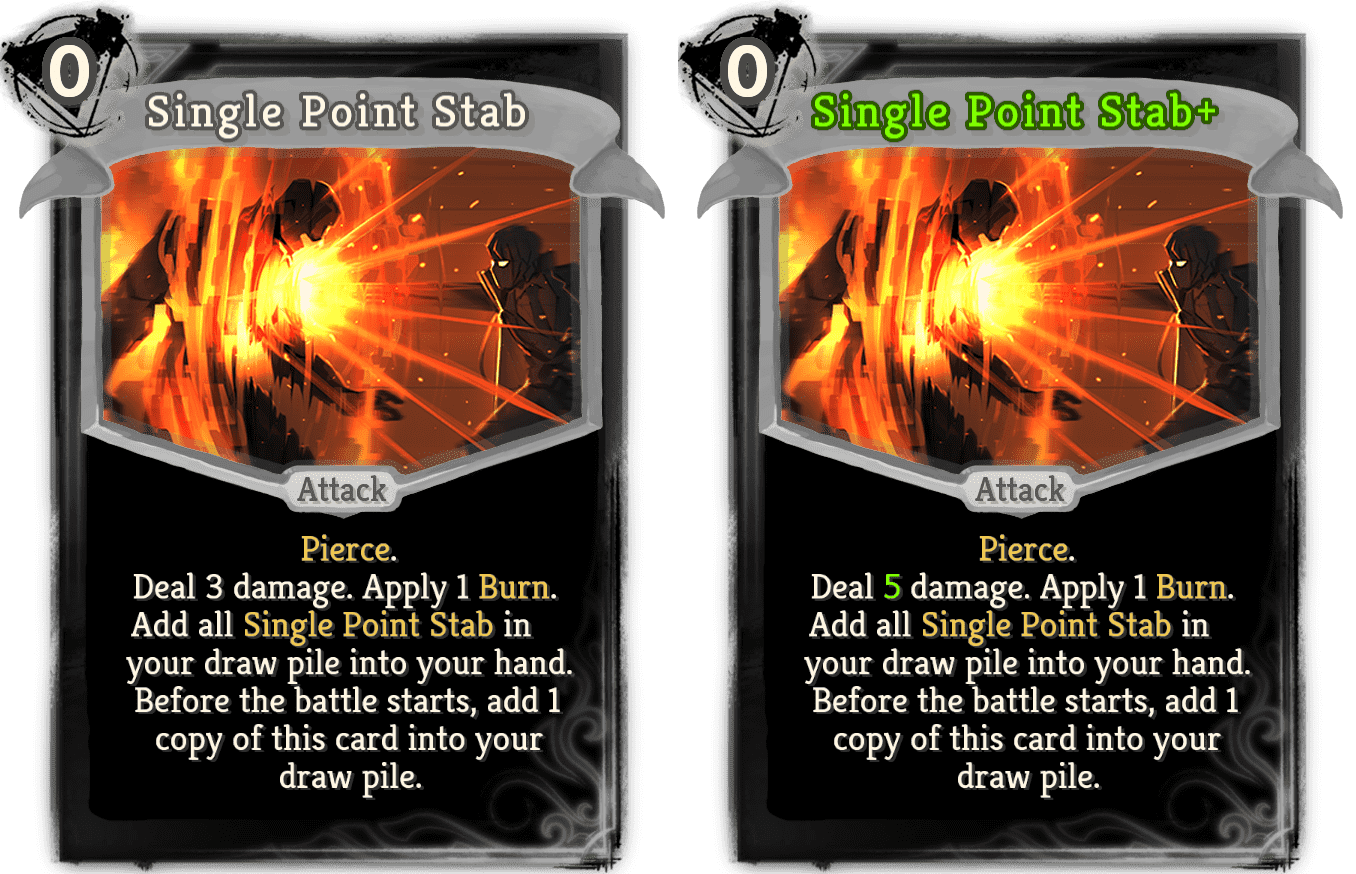 0
Single Point Stab
Attack
Pierce.
Deal 3 damage. Apply 1 Burn.
Add all Single Point Stab in
your draw pile into your hand.
Before the battle starts, add 1
copy of this card into your
draw pile.
0
Single Point Stab+
Attack
Pierce.
Deal 5 damage. Apply 1 Burn.
Add all Single Point Stab in
your draw pile into your hand.
Before the battle starts, add 1
copy of this card into your
draw pile.